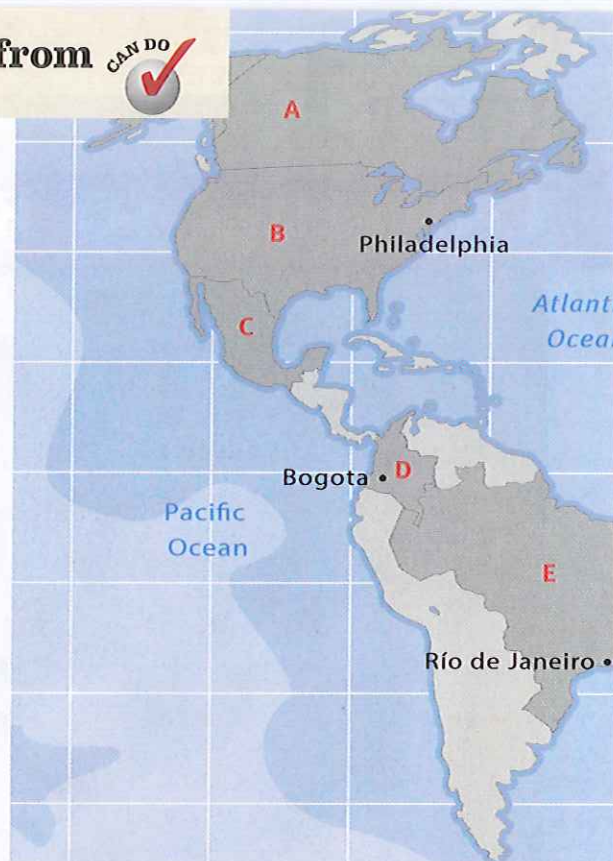 from CAN DO
A
B
Philadelphia
C
Atlant
Ocea
Bogota
D
Pacific
Ocean
E
Río de Janeiro